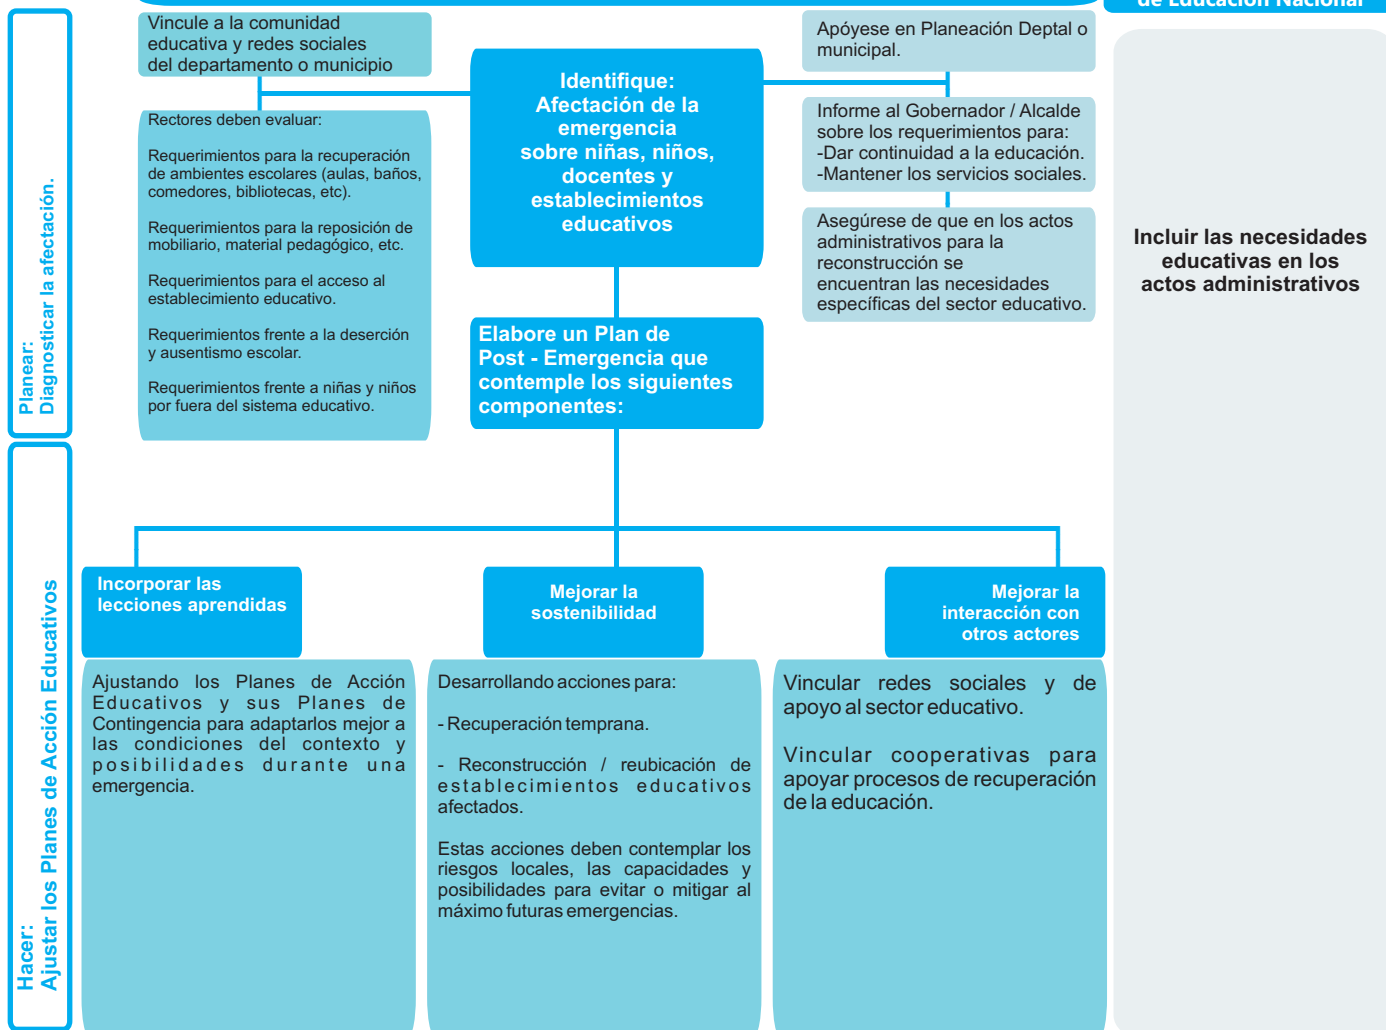 de Educación Nacional
Planear:
Diagnosticar la afectación.
Vincule a la comunidad
educativa y redes sociales
del departamento o municipio
Rectores deben evaluar:
Requerimientos para la recuperación
de ambientes escolares (aulas, baños,
comedores, bibliotecas, etc).
Requerimientos para la reposición de
mobiliario, material pedagógico, etc.
Requerimientos para el acceso al
establecimiento educativo.
Requerimientos frente a la deserción
y ausentismo escolar.
Requerimientos frente a niñas y niños
por fuera del sistema educativo.
Identifique:
Afectación de la
emergencia
sobre niñas, niños,
docentes y
establecimientos
educativos
Apóyese en Planeación Deptal o
municipal.
Informe al Gobernador / Alcalde
sobre los requerimientos para:
-Dar continuidad a la educación.
-Mantener los servicios sociales.
Asegúrese de que en los actos
administrativos para la
reconstrucción se
encuentran las necesidades
específicas del sector educativo.
Incluir las necesidades
educativas en los
actos administrativos
Elabore un Plan de
Post - Emergencia que
contemple los siguientes
componentes:
Hacer:
Ajustar los Planes de Acción Educativos
Incorporar las
lecciones aprendidas
Ajustando los Planes de Acción
Educativos y sus Planes de
Contingencia para adaptarlos mejor a
las condiciones del contexto y
posibilidades durante una
emergencia.
Mejorar la
sostenibilidad
Desarrollando acciones para:
- Recuperación temprana.
- Reconstrucción / reubicación de
establecimientos educativos
afectados.
Estas acciones deben contemplar los
riesgos locales, las capacidades y
posibilidades para evitar o mitigar al
máximo futuras emergencias.
Mejorar la
interacción con
otros actores
Vincular redes sociales y de
apoyo al sector educativo.
Vincular cooperativas para
apoyar procesos de recuperación
de la educación.